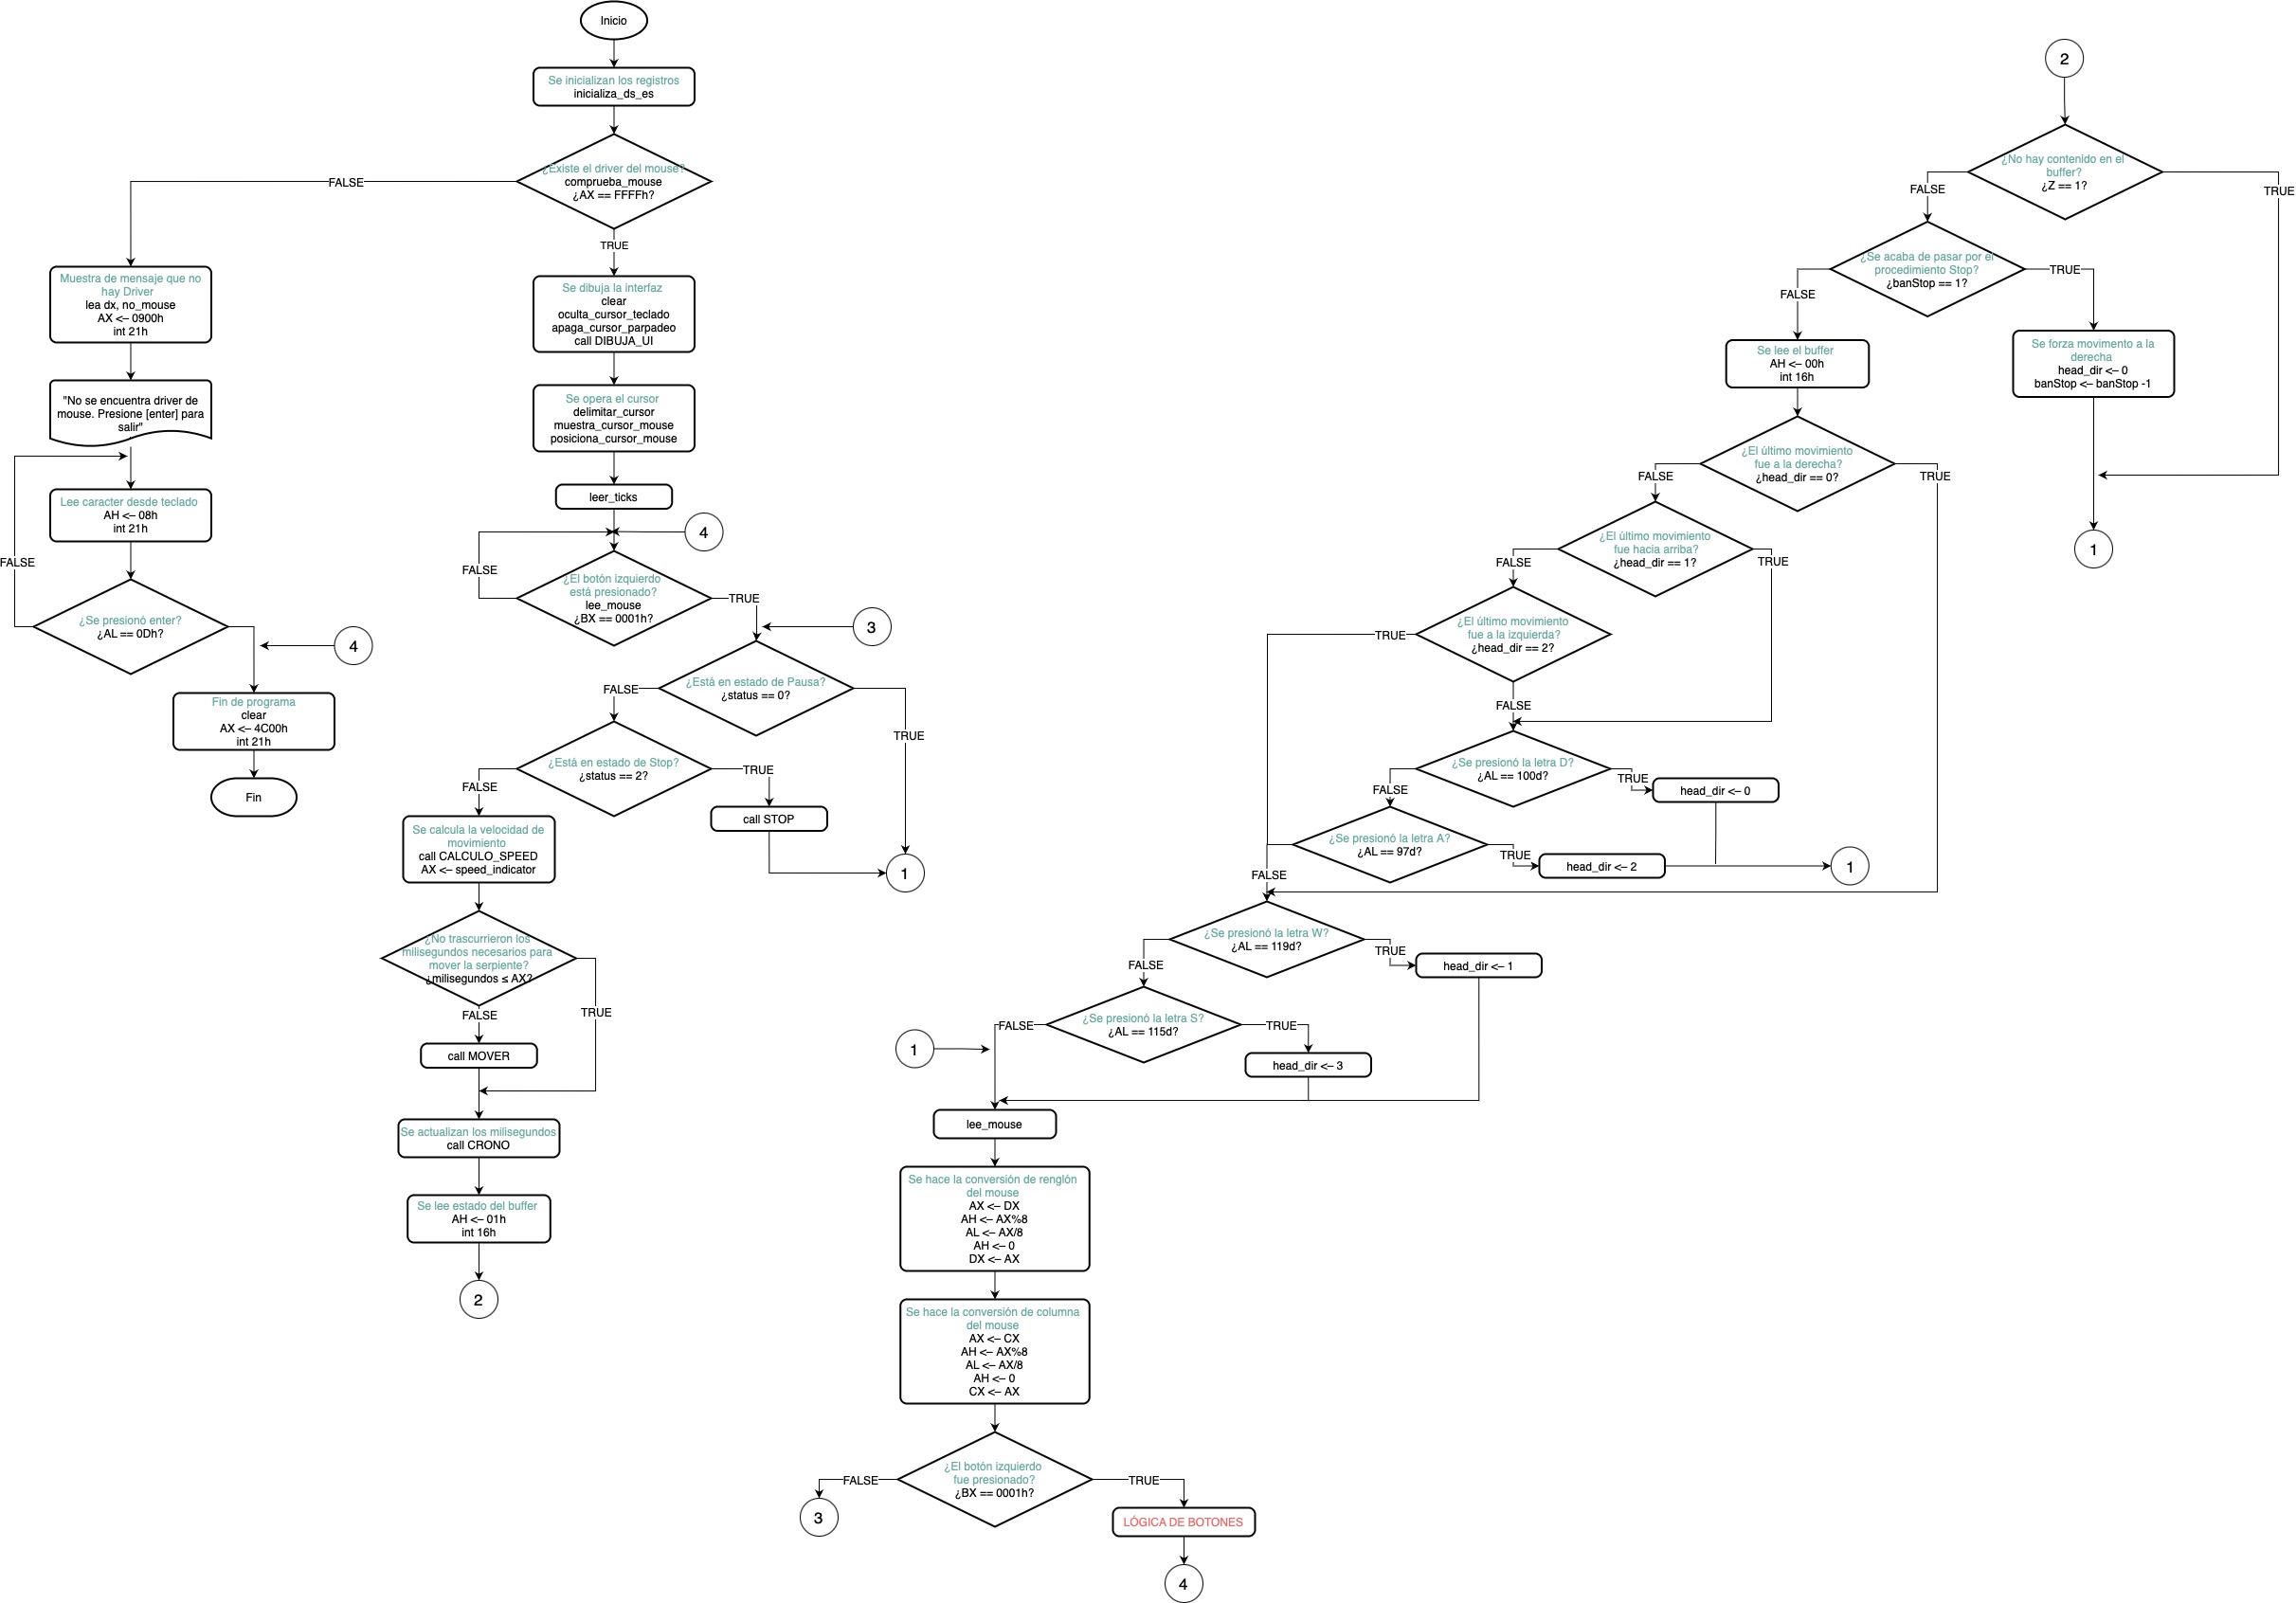 Inicio
Se inicializan los registros
inicializa_ds_es
¿Existe el driver del mouse?
comprueba_mouse
¿AX == FFFFh?
FALSE
TRUE
Muestra de mensaje que no
hay Driver
lea dx, no_mouse
AX <– 0900h
int 21h
"No se encuentra driver de
mouse. Presione [enter] para
salir"
Lee caracter desde teclado
AH <– 08h
int 21h
FALSE
¿Se presionó enter?
¿AL == 0Dh?
4
Fin de programa
clear
AX <– 4C00h
int 21h
Fin
Se dibuja la interfaz
clear
oculta_cursor_teclado
apaga_cursor_parpadeo
call DIBUJA_UI
Se opera el cursor
delimitar_cursor
muestra_cursor_mouse
posiciona_cursor_mouse
leer_ticks
4
FALSE
¿El botón izquierdo
está presionado?
lee_mouse
¿BX == 0001h?
TRUE
3
¿Está en estado de Pausa?
¿status == 0?
FALSE
TRUE
¿Está en estado de Stop?
¿status == 2?
FALSE
TRUE
call STOP
1
Se calcula la velocidad de
movimiento
call CALCULO_SPEED
AX <– speed_indicator
¿No trascurrieron los
milisegundos necesarios para
mover la serpiente?
¿milisegundos ≤ AX?
FALSE
TRUE
call MOVER
Se actualizan los milisegundos
call CRONO
Se lee estado del buffer
AH <– 01h
int 16h
2
2
¿No hay contenido en el
buffer?
¿Z == 1?
FALSE
TRUE
¿Se acaba de pasar por el
procedimiento Stop?
¿banStop == 1?
FALSE
TRUE
Se forza movimento a la
derecha
head_dir <– 0
banStop <– banStop -1
1
Se lee el buffer
AH <– 00h
int 16h
¿El último movimiento
fue a la derecha?
¿head_dir == 0?
FALSE
TRUE
¿El último movimiento
fue hacia arriba?
¿head_dir == 1?
FALSE
TRUE
¿El último movimiento
fue a la izquierda?
¿head_dir == 2?
TRUE
FALSE
¿Se presionó la letra D?
¿AL == 100d?
TRUE
head_dir <– 0
FALSE
¿Se presionó la letra A?
¿AL == 97d?
TRUE
head_dir <– 2
1
FALSE
¿Se presionó la letra W?
¿AL == 119d?
TRUE
head_dir <– 1
FALSE
¿Se presionó la letra S?
¿AL == 115d?
FALSE
TRUE
head_dir <– 3
1
lee_mouse
Se hace la conversión de renglón
del mouse
AX <– DX
AH <– AX%8
AL <– AX/8
AH <– 0
DX <– AX
Se hace la conversión de columna
del mouse
AX <– CX
AH <– AX%8
AL <– AX/8
AH <– 0
CX <– AX
¿El botón izquierdo
fue presionado?
¿BX == 0001h?
FALSE
TRUE
3
LÓGICA DE BOTONES
4